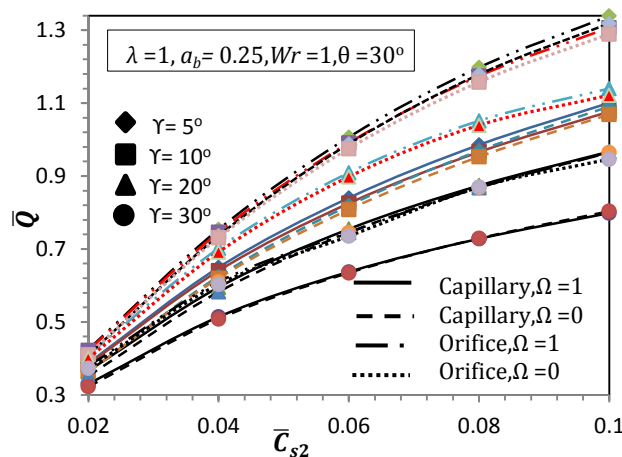 1.3
1.1
0.9
0.7
0.5
0.3
Q̅
λ=1, a_b= 0.25,Wr=1,θ=30°
ϒ= 5°
ϒ= 10°
ϒ= 20°
ϒ= 30°
Capillary,Ω =1
Capillary,Ω =0
Orifice,Ω =1
Orifice,Ω =0
0.02 0.04 0.06 0.08 0.1
C̅_s2